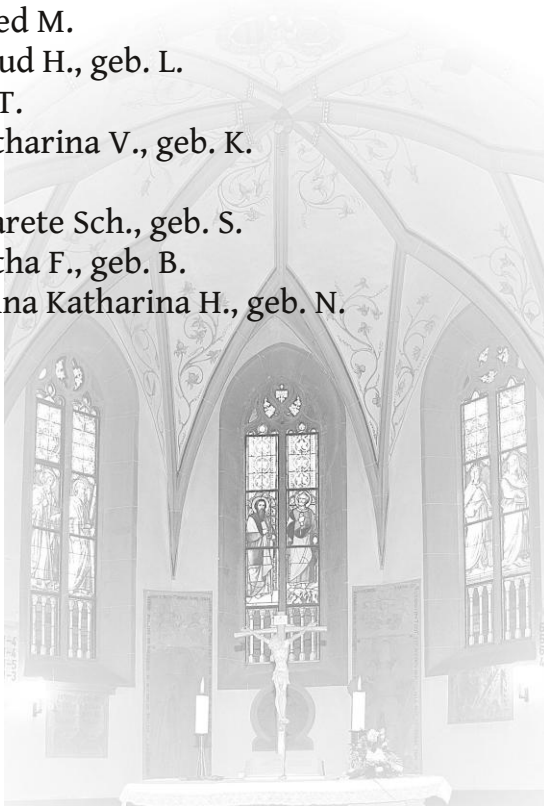 ed M.
ud H., geb. L.
T.
tharina V., geb. K.
arete Sch., geb. S.
tha F., geb. B.
na Katharina H., geb. N.